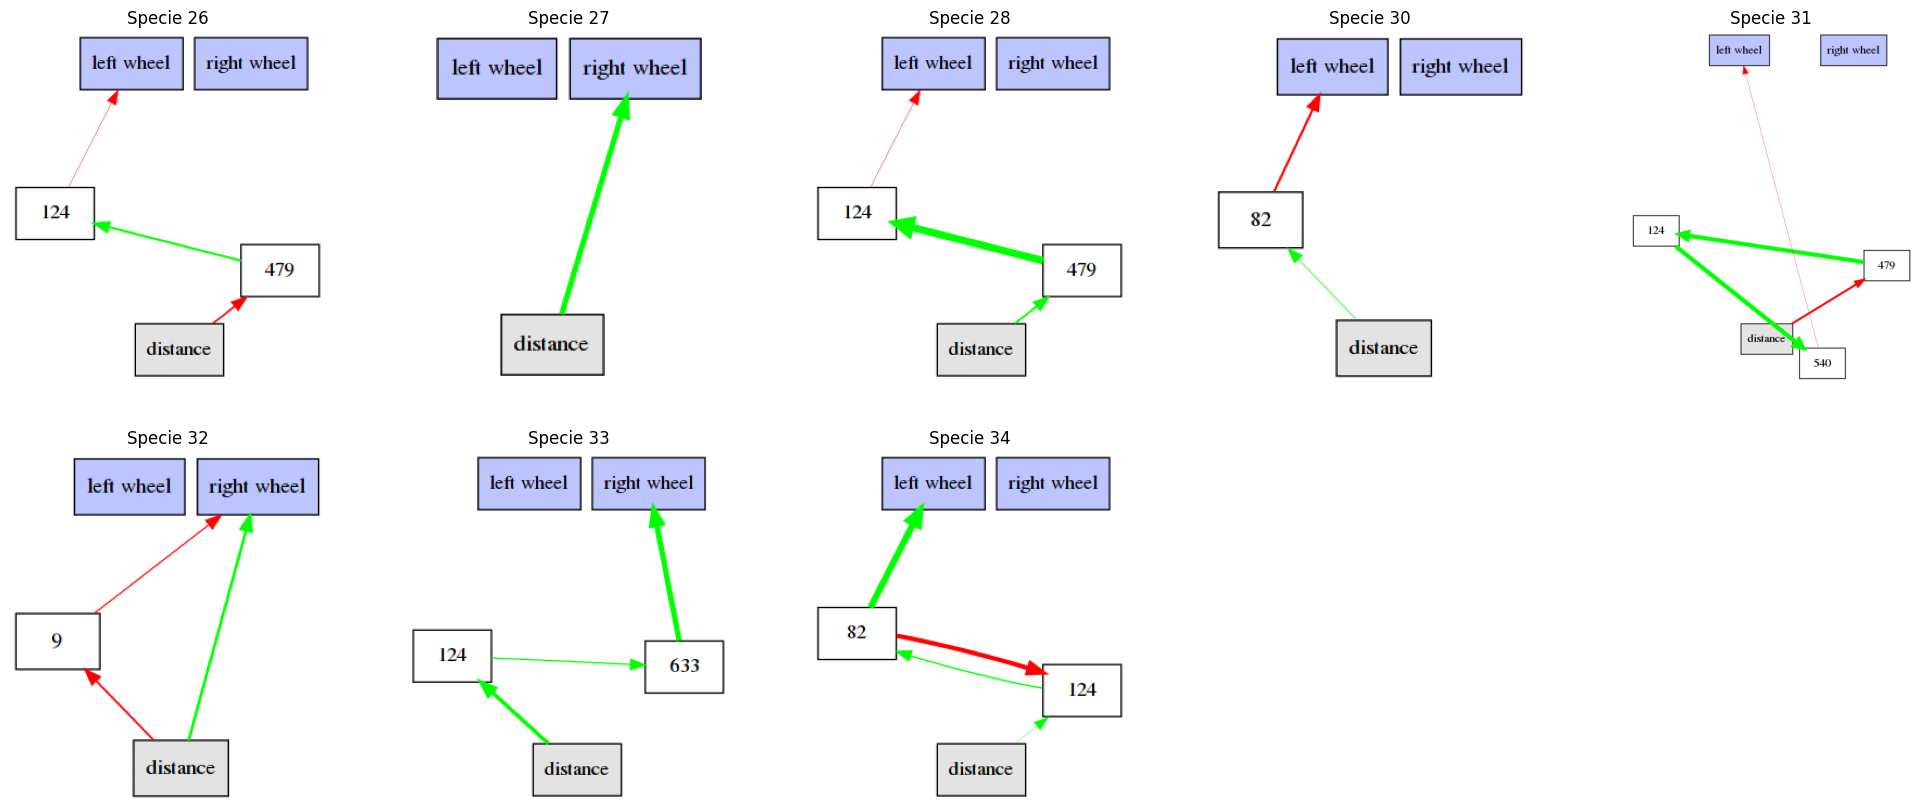 Specie 26
left wheel right wheel
124
479
distance
Specie 27
left wheel right wheel
distance
Specie 28
left wheel right wheel
124
479
distance
Specie 30
left wheel right wheel
82
distance
Specie 31
left wheel right wheel
124
479
distance
540
Specie 32
left wheel right wheel
9
distance
Specie 33
left wheel right wheel
124
633
distance
Specie 34
left wheel right wheel
82
124
distance